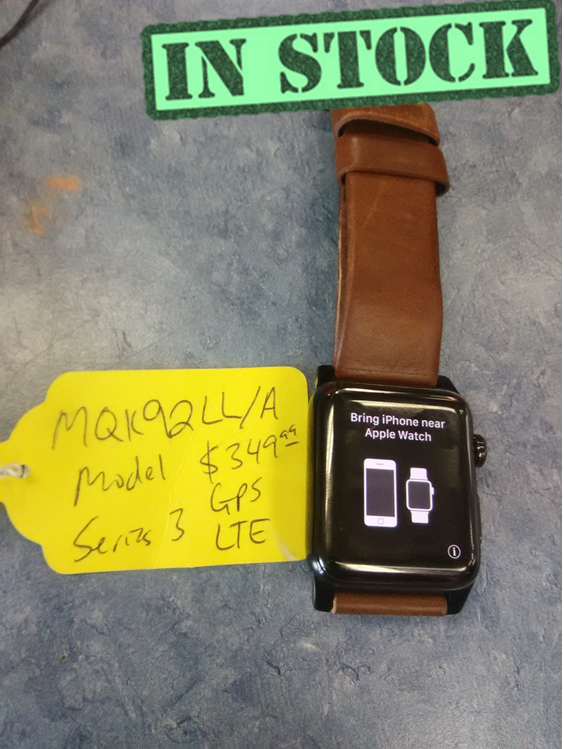 IN STOCK
MQK92LL/A
Model $349.99
GPS
Series 3 LTE
Bring iPhone near
Apple Watch
i